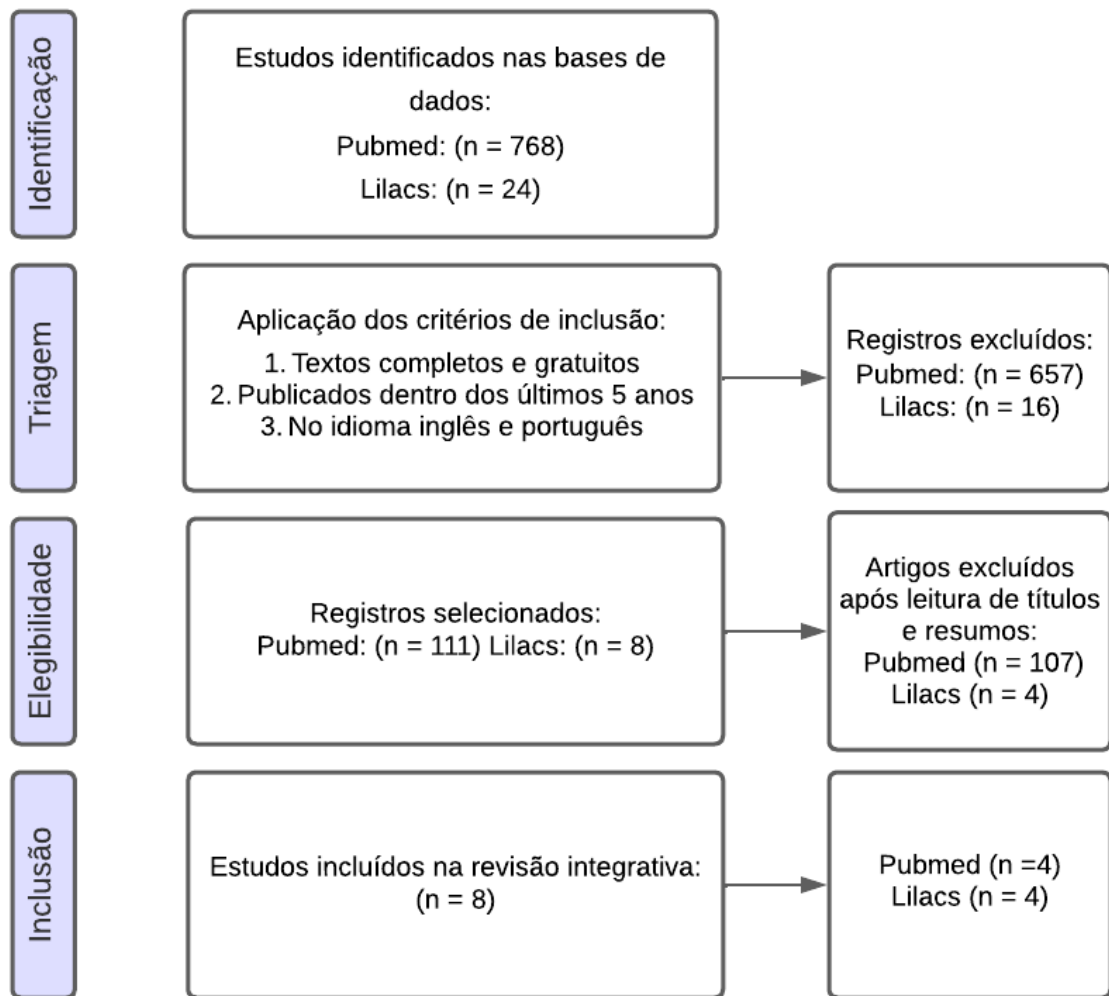 Identificação
Estudos identificados nas bases de
dados:
Pubmed: (n = 768)
Lilacs: (n = 24)
Triagem
Aplicação dos critérios de inclusão:
1. Textos completos e gratuitos
2. Publicados dentro dos últimos 5 anos
3. No idioma inglês e português
Registros excluídos:
Pubmed: (n = 657)
Lilacs: (n = 16)
Elegibilidade
Registros selecionados:
Pubmed: (n = 111) Lilacs: (n = 8)
Artigos excluídos
após leitura de títulos
e resumos:
Pubmed (n = 107)
Lilacs (n = 4)
Inclusão
Estudos incluídos na revisão integrativa:
(n = 8)
Pubmed (n =4)
Lilacs (n = 4)